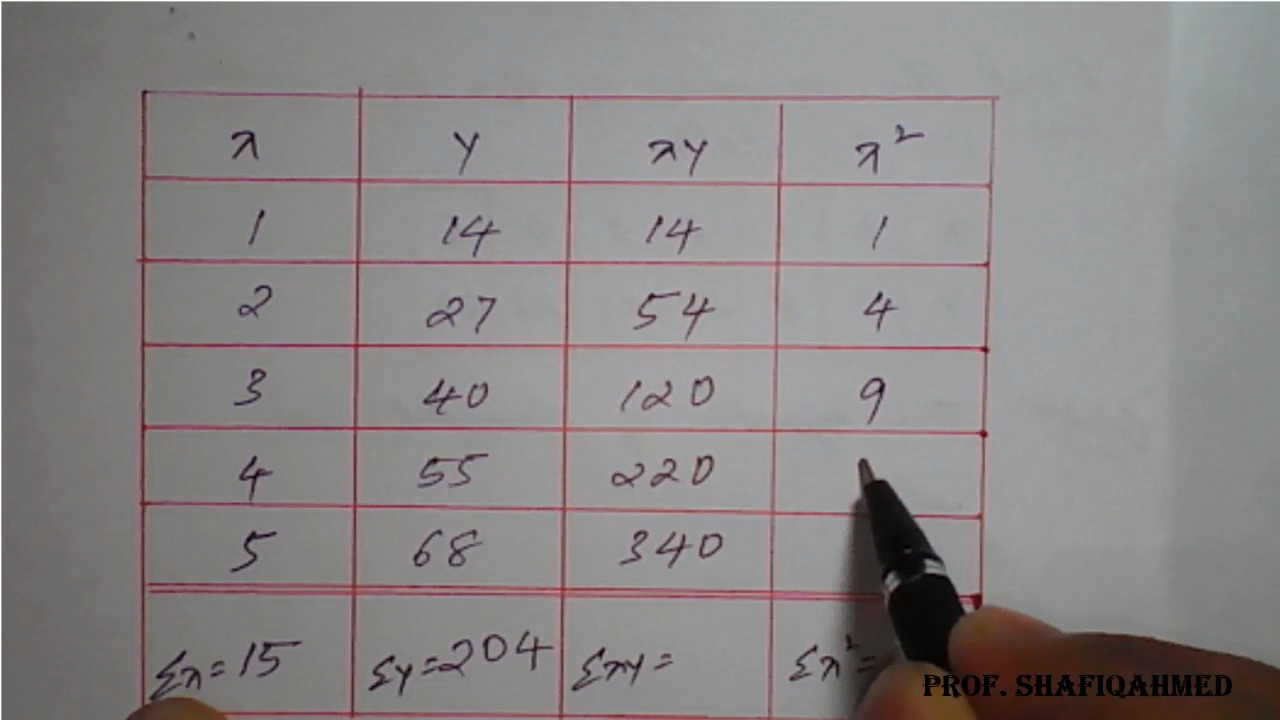 x y xy x²
1 14 14 1
2 27 54 4
3 40 120 9
4 55 220
5 68 340
Σx=15 Σy=204 Σxy= Σx²=
PROF. SHAFIQAHMED